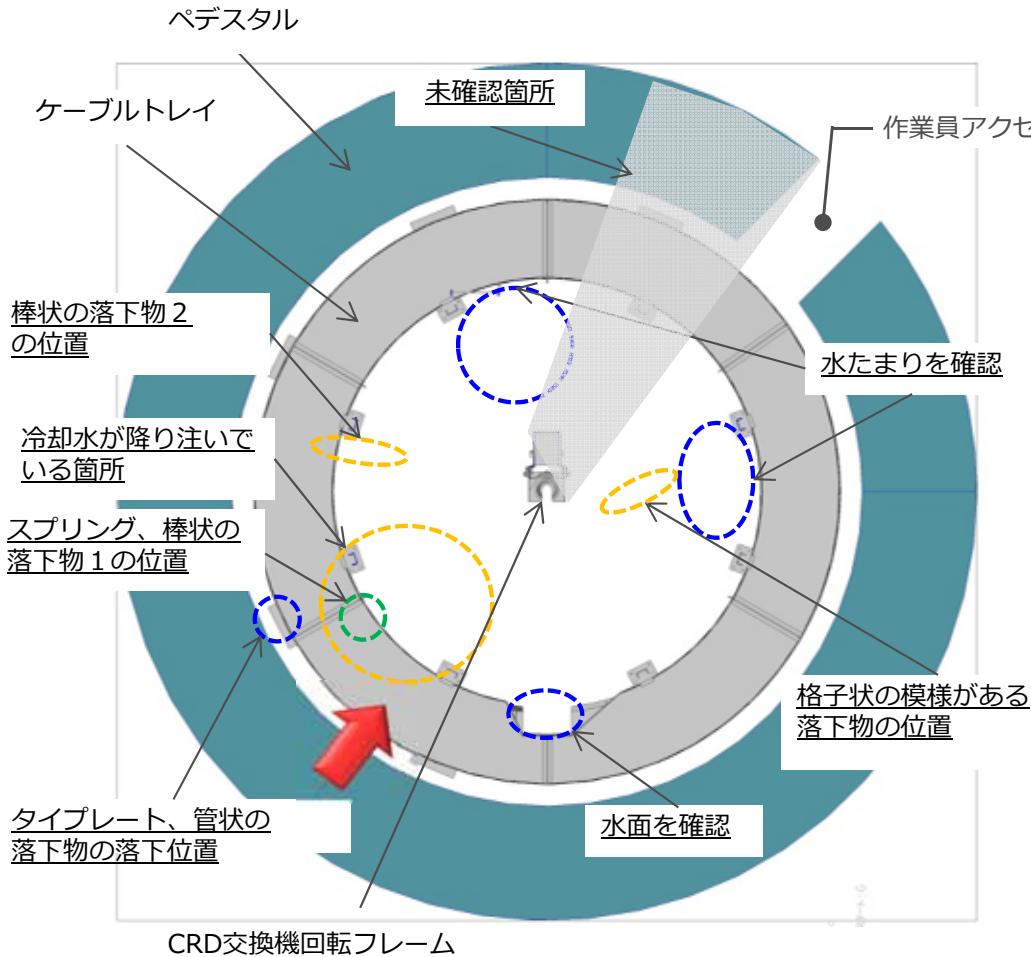 ペデスタル
ケーブルトレイ
未確認箇所
作業員アクセ
棒状の落下物２
の位置
水たまりを確認
冷却水が降り注いで
いる箇所
スプリング、棒状の
落下物１の位置
格子状の模様がある
落下物の位置
タイプレート、管状の
落下物の落下位置
水面を確認
CRD交換機回転フレーム